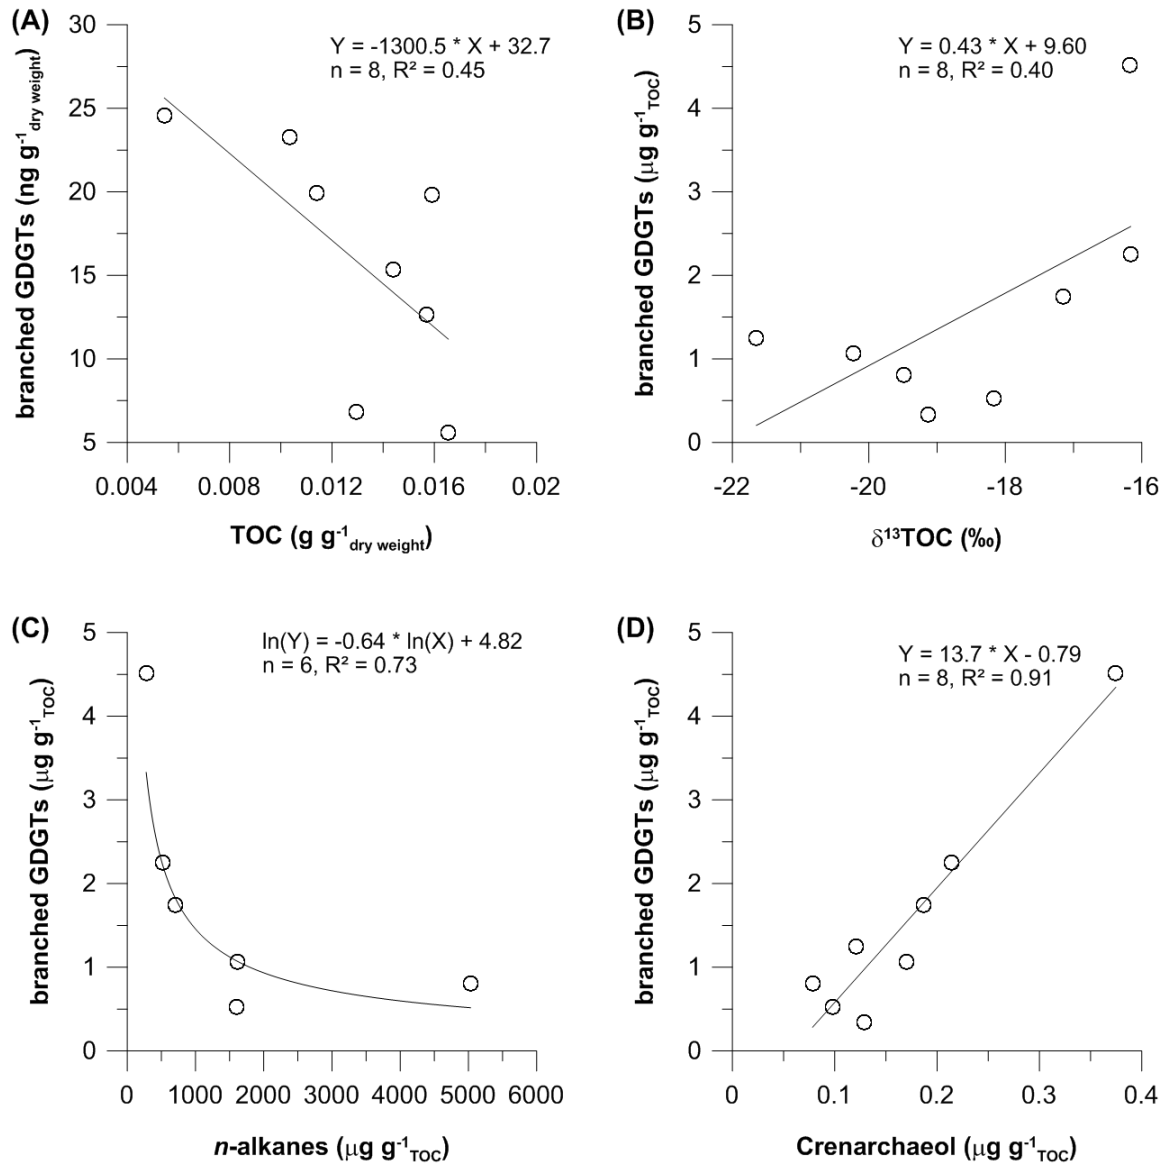 (A)
30
25
20
15
10
5
branched GDGTs (ng g⁻¹dry weight)
Y = -1300.5 * X + 32.7
n = 8, R² = 0.45
0.004 0.008 0.012 0.016 0.02
TOC (g g⁻¹dry weight)
(B)
5
4
3
2
1
0
branched GDGTs (μg g⁻¹TOC)
Y = 0.43 * X + 9.60
n = 8, R² = 0.40
-22 -20 -18 -16
δ¹³TOC (‰)
(C)
5
4
3
2
1
0
branched GDGTs (μg g⁻¹TOC)
ln(Y) = -0.64 * ln(X) + 4.82
n = 6, R² = 0.73
0 1000 2000 3000 4000 5000 6000
n-alkanes (μg g⁻¹TOC)
(D)
5
4
3
2
1
0
branched GDGTs (μg g⁻¹TOC)
Y = 13.7 * X - 0.79
n = 8, R² = 0.91
0 0.1 0.2 0.3 0.4
Crenarchaeol (μg g⁻¹TOC)